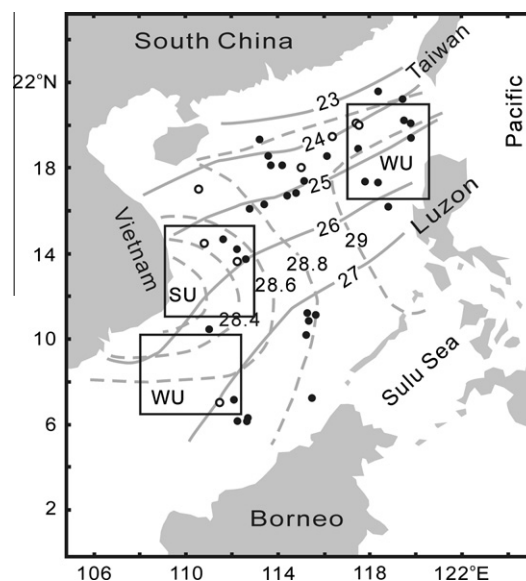 South China
Taiwan
Pacific
22°N
23
24
18
WU
25
Luzon
26
Vietnam
29
14
28.8
27
28.6
SU
28.4
10
WU
Sulu Sea
6
Borneo
2
106
110
114
118
122°E